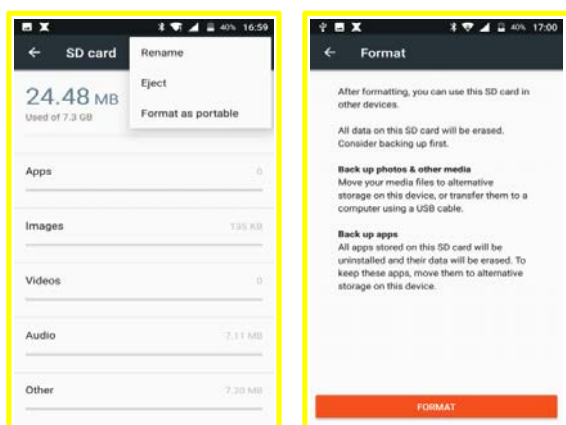 40% 16:59
SD card
Rename
Eject
Format as portable
24.48 MB
Used of 7.3 GB
Apps 0
Images 135 KB
Videos 0
Audio 7.11 MB
Other 7.20 MB
40% 17:00
Format
After formatting, you can use this SD card in
other devices.
All data on this SD card will be erased.
Consider backing up first.
Back up photos & other media
Move your media files to alternative
storage on this device, or transfer them to a
computer using a USB cable.
Back up apps
All apps stored on this SD card will be
uninstalled and their data will be erased. To
keep these apps, move them to alternative
storage on this device.
FORMAT